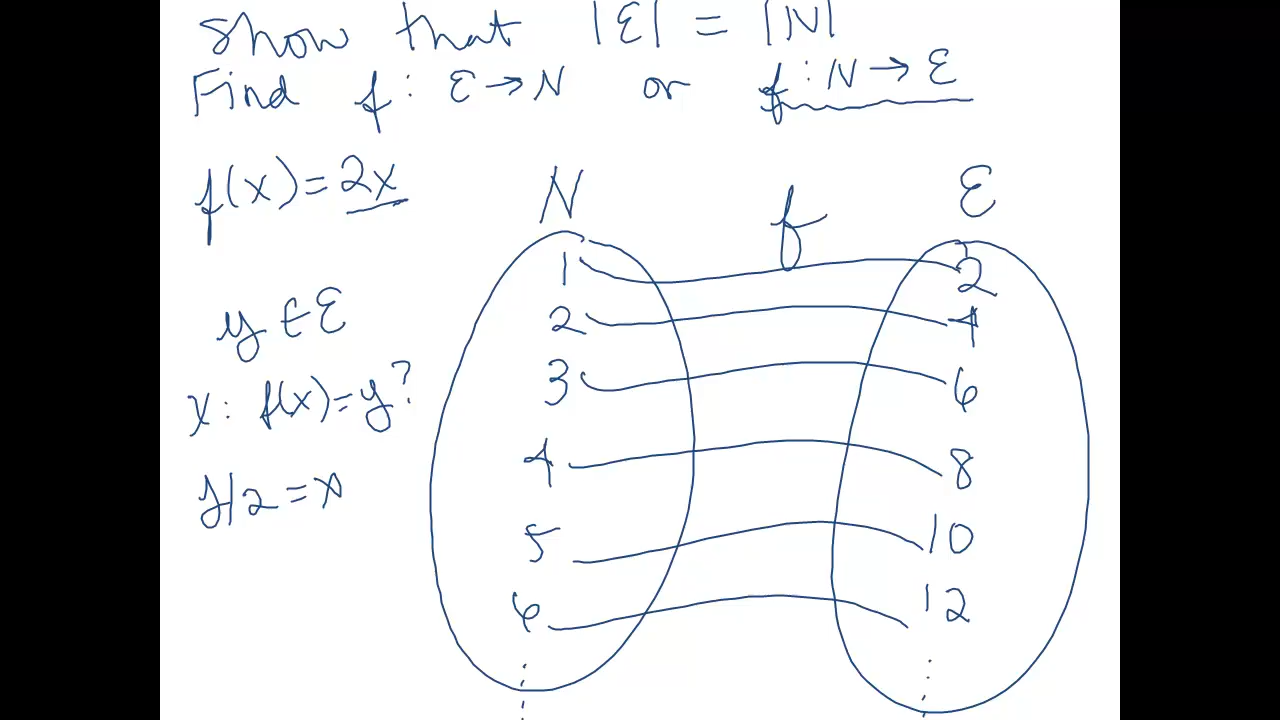 Show that |E| = |N|
Find f : E → N or f : N → E
f(x) = 2x
y ∈ E
x : f(x) = y?
y/2 = x
N f E
1 2
2 4
3 6
4 8
5 10
6 12